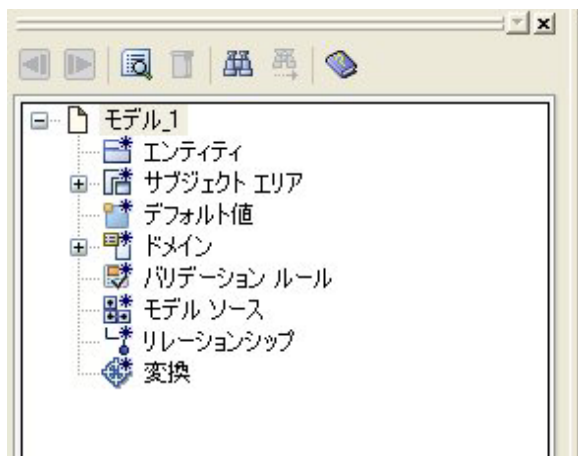 モデル_1
エンティティ
サブジェクト エリア
デフォルト値
ドメイン
バリデーション ルール
モデル ソース
リレーションシップ
変換